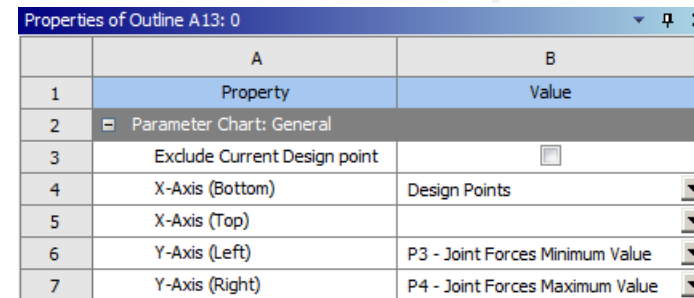 Properties of Outline A13: 0
A B
1 Property Value
2 Parameter Chart: General
3 Exclude Current Design point
4 X-Axis (Bottom) Design Points
5 X-Axis (Top)
6 Y-Axis (Left) P3 - Joint Forces Minimum Value
7 Y-Axis (Right) P4 - Joint Forces Maximum Value